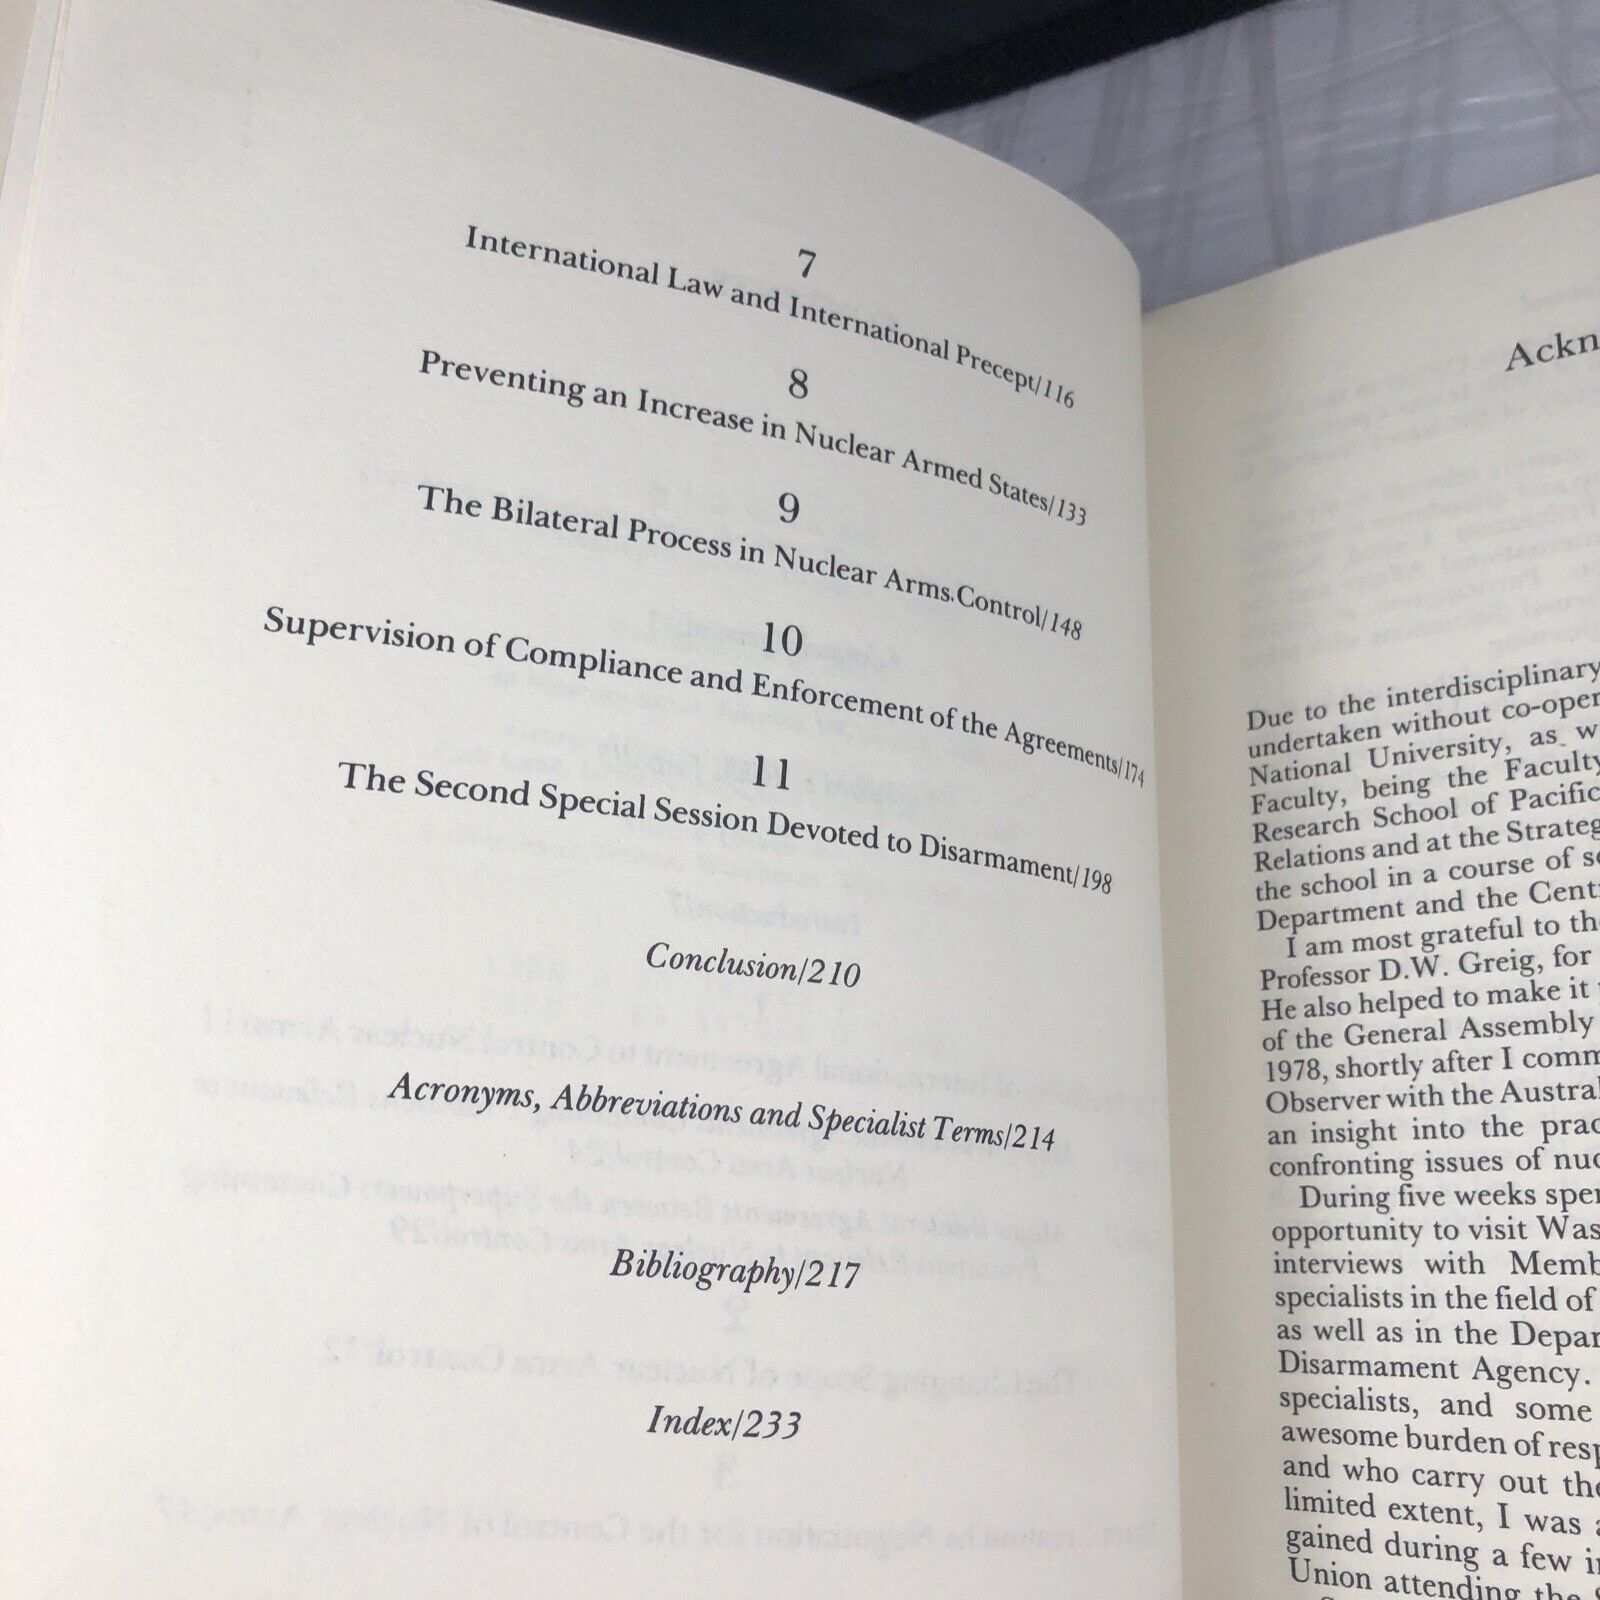 7
International Law and International Precept/116
8
Preventing an Increase in Nuclear Armed States/133
9
The Bilateral Process in Nuclear Arms.Control/148
10
Supervision of Compliance and Enforcement of the Agreements/174
11
The Second Special Session Devoted to Disarmament/198
Conclusion/210
Acronyms, Abbreviations and Specialist Terms/214
Bibliography/217
Index/233
Ackn
Due to the interdisciplinary
undertaken without co-oper
National University, as w
Faculty, being the Faculty
Research School of Pacific
Relations and at the Strateg
the school in a course of se
Department and the Cent
I am most grateful to the
Professor D.W. Greig, for
He also helped to make it
of the General Assembly
1978, shortly after I comm
Observer with the Austral
an insight into the prac
confronting issues of nuc
During five weeks spen
opportunity to visit Was
interviews with Memb
specialists in the field of
as well as in the Depar
Disarmament Agency.
specialists, and some
awesome burden of resp
and who carry out the
limited extent, I was a
gained during a few in
Union attending the